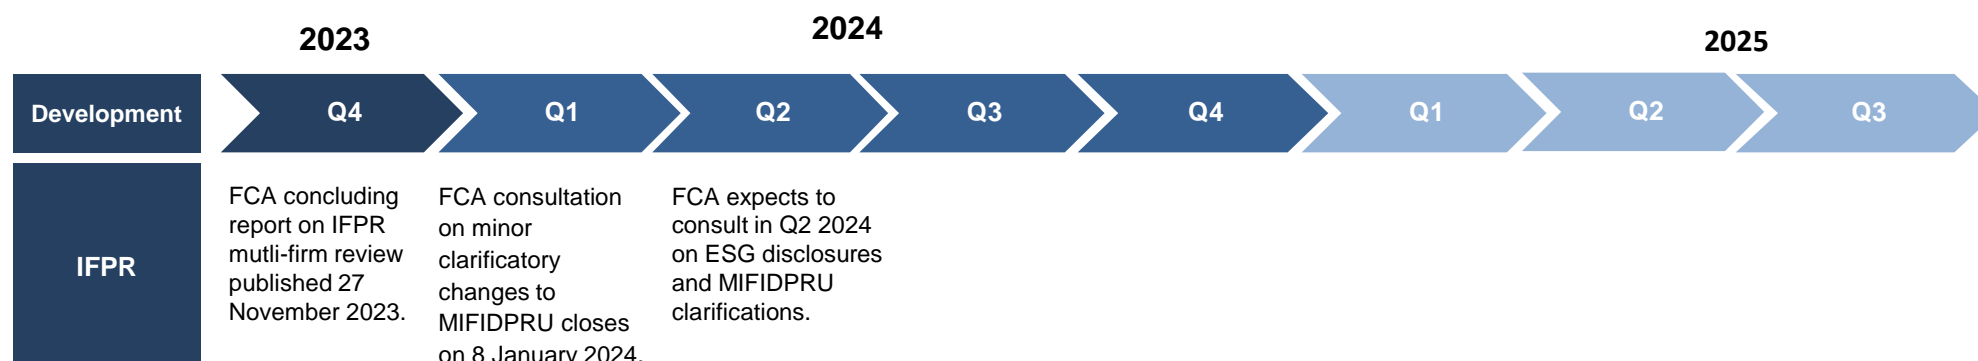 2023
2024
2025
Development
Q4
Q1
Q2
Q3
Q4
Q1
Q2
Q3
IFPR
FCA concluding
report on IFPR
mutli-firm review
published 27
November 2023.
FCA consultation
on minor
clarificatory
changes to
MIFIDPRU closes
on 8 January 2024.
FCA expects to
consult in Q2 2024
on ESG disclosures
and MIFIDPRU
clarifications.